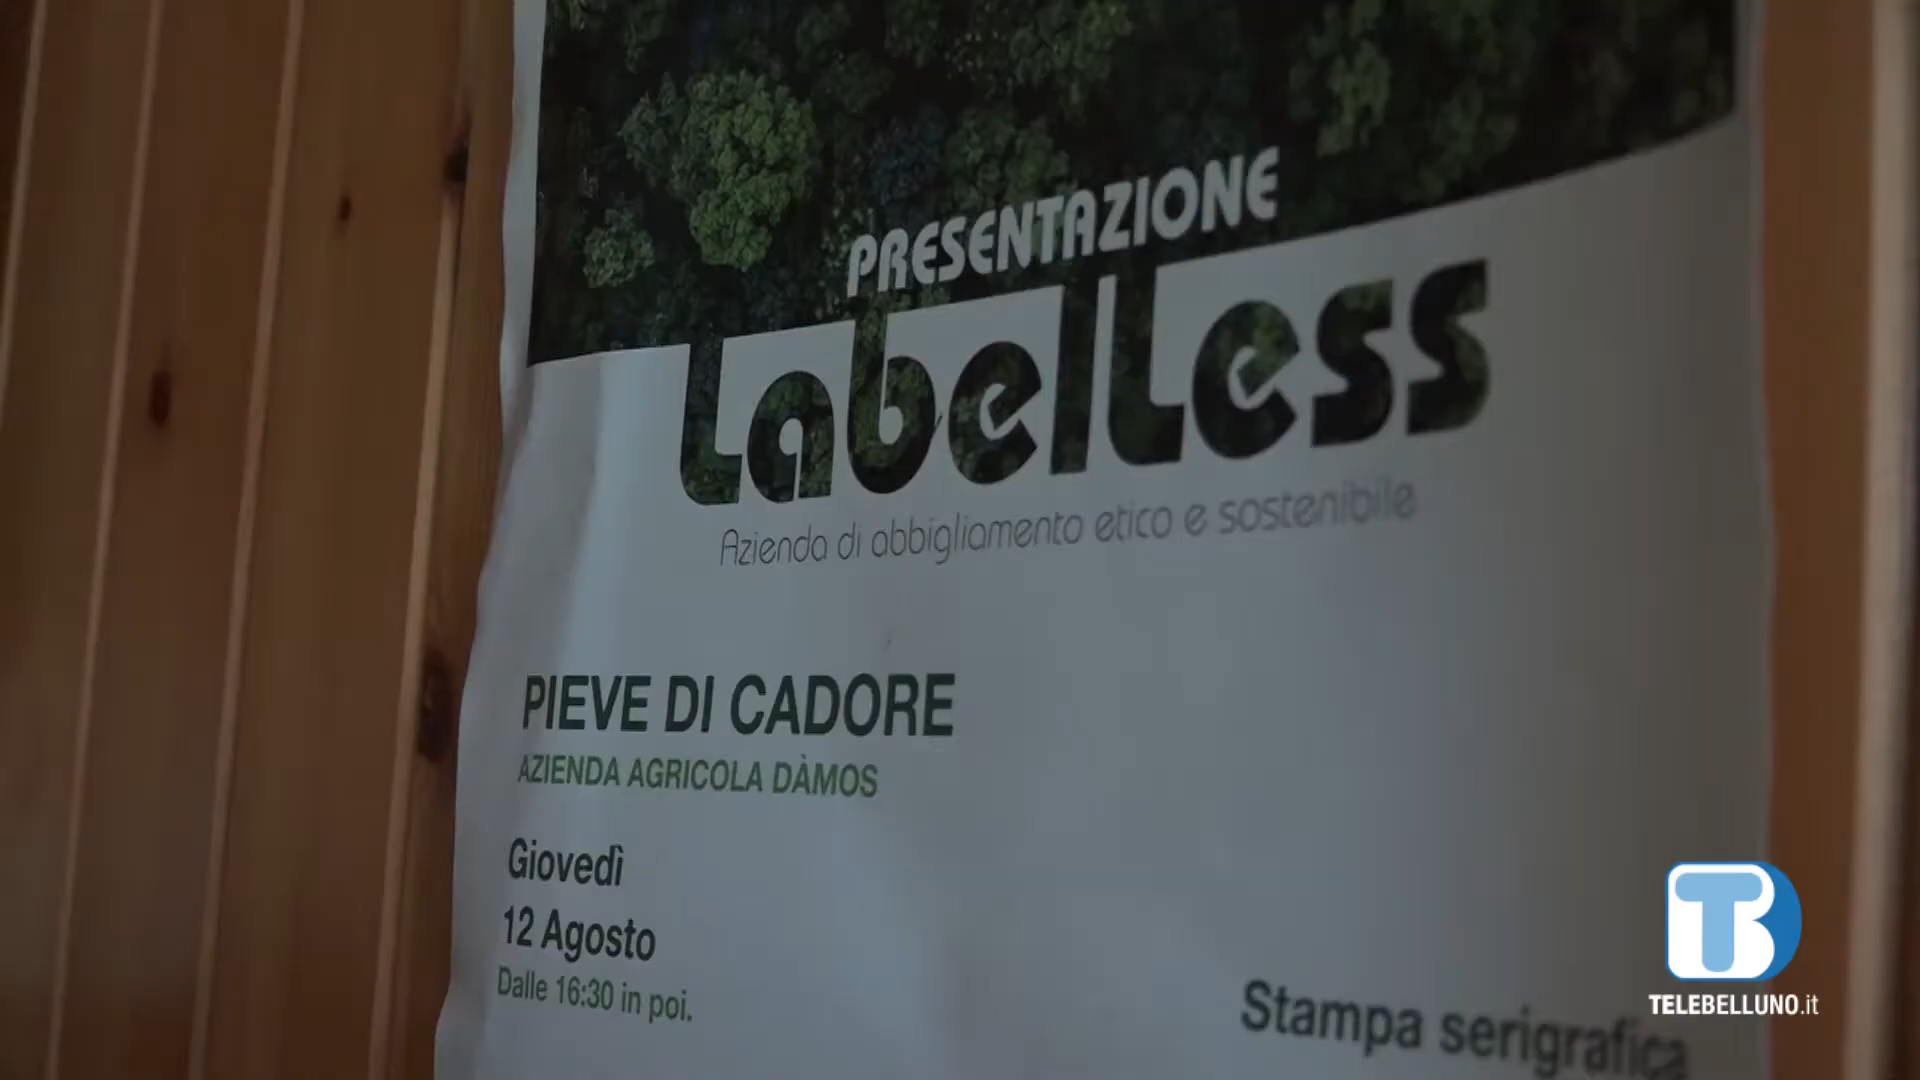 PRESENTAZIONE
LabelLess
Azienda di abbigliamento etico e sostenibile
PIEVE DI CADORE
AZIENDA AGRICOLA DÀMOS
Giovedì
12 Agosto
Dalle 16:30 in poi.
Stampa serigrafica
TB
TELEBELLUNO.it